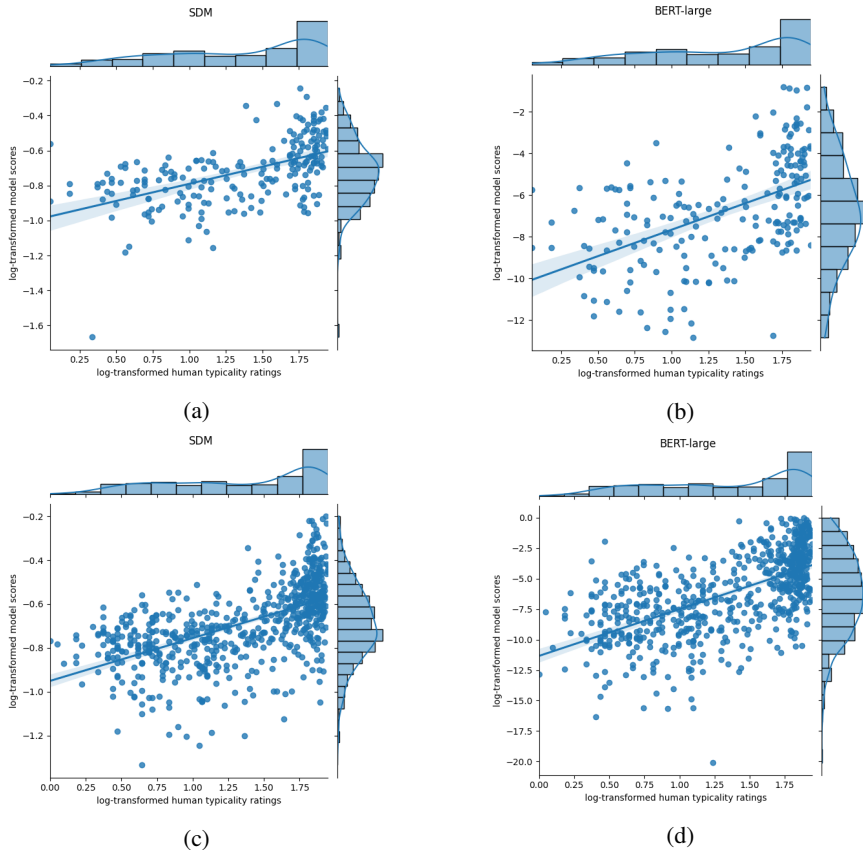 SDM
−0.2
−0.4
−0.6
−0.8
−1.0
−1.2
−1.4
−1.6
log-transformed model scores
0.25 0.50 0.75 1.00 1.25 1.50 1.75
log-transformed human typicality ratings
(a)
BERT-large
−2
−4
−6
−8
−10
−12
log-transformed model scores
0.25 0.50 0.75 1.00 1.25 1.50 1.75
log-transformed human typicality ratings
(b)
SDM
−0.2
−0.4
−0.6
−0.8
−1.0
−1.2
log-transformed model scores
0.00 0.25 0.50 0.75 1.00 1.25 1.50 1.75
log-transformed human typicality ratings
(c)
BERT-large
0.0
−2.5
−5.0
−7.5
−10.0
−12.5
−15.0
−17.5
−20.0
log-transformed model scores
0.00 0.25 0.50 0.75 1.00 1.25 1.50 1.75
log-transformed human typicality ratings
(d)